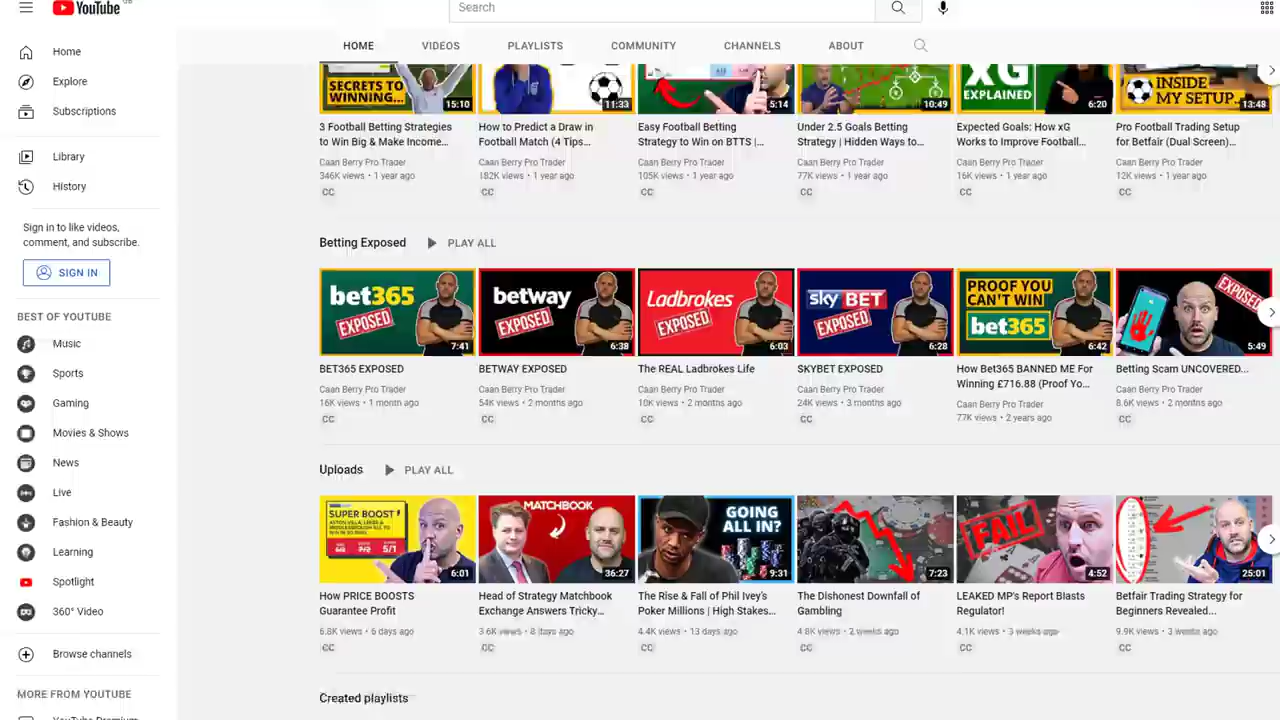 YouTube GB
Search
Home
Explore
Subscriptions
Library
History
Sign in to like videos,
comment, and subscribe.
SIGN IN
BEST OF YOUTUBE
Music
Sports
Gaming
Movies & Shows
News
Live
Fashion & Beauty
Learning
Spotlight
360° Video
Browse channels
MORE FROM YOUTUBE
YouTube Premium
HOME VIDEOS PLAYLISTS COMMUNITY CHANNELS ABOUT
SECRETS TO
WINNING...
15:10
11:33
5:14
10:49
XG
EXPLAINED
6:20
INSIDE
MY SETUP.
13:48
3 Football Betting Strategies
to Win Big & Make Income...
Caan Berry Pro Trader
346K views • 1 year ago
CC
How to Predict a Draw in
Football Match (4 Tips...
Caan Berry Pro Trader
182K views • 1 year ago
CC
Easy Football Betting
Strategy to Win on BTTS |...
Caan Berry Pro Trader
105K views • 1 year ago
CC
Under 2.5 Goals Betting
Strategy | Hidden Ways to...
Caan Berry Pro Trader
77K views • 1 year ago
CC
Expected Goals: How xG
Works to Improve Football...
Caan Berry Pro Trader
16K views • 1 year ago
CC
Pro Football Trading Setup
for Betfair (Dual Screen)...
Caan Berry Pro Trader
12K views • 1 year ago
CC
Betting Exposed PLAY ALL
bet365
EXPOSED
7:41
BET365 EXPOSED
Caan Berry Pro Trader
16K views • 1 month ago
CC
betway
EXPOSED
6:38
BETWAY EXPOSED
Caan Berry Pro Trader
54K views • 2 months ago
CC
Ladbrokes
EXPOSED
6:03
The REAL Ladbrokes Life
Caan Berry Pro Trader
10K views • 2 months ago
CC
sky BET
EXPOSED
6:28
SKYBET EXPOSED
Caan Berry Pro Trader
24K views • 3 months ago
CC
PROOF YOU
CAN'T WIN
bet365
6:42
How Bet365 BANNED ME For
Winning £716.88 (Proof Yo...
Caan Berry Pro Trader
77K views • 2 years ago
EXPOSED
5:49
Betting Scam UNCOVERED...
Caan Berry Pro Trader
8.6K views • 2 months ago
CC
Uploads PLAY ALL
SUPER BOOST
ASTON VILLA, LEEDS &
MIDDLESBROUGH ALL TO
WIN IN 90 MINS
5/1
6:01
How PRICE BOOSTS
Guarantee Profit
6.8K views • 6 days ago
CC
MATCHBOOK
36:27
Head of Strategy Matchbook
Exchange Answers Tricky...
3.6K views • 8 days ago
CC
GOING
ALL IN?
9:31
The Rise & Fall of Phil Ivey's
Poker Millions | High Stakes...
4.4K views • 13 days ago
CC
7:23
The Dishonest Downfall of
Gambling
4.8K views • 2 weeks ago
CC
FAIL
4:52
LEAKED MP's Report Blasts
Regulator!
4.1K views • 3 weeks ago
CC
25:01
Betfair Trading Strategy for
Beginners Revealed...
9.9K views • 3 weeks ago
CC
Created playlists